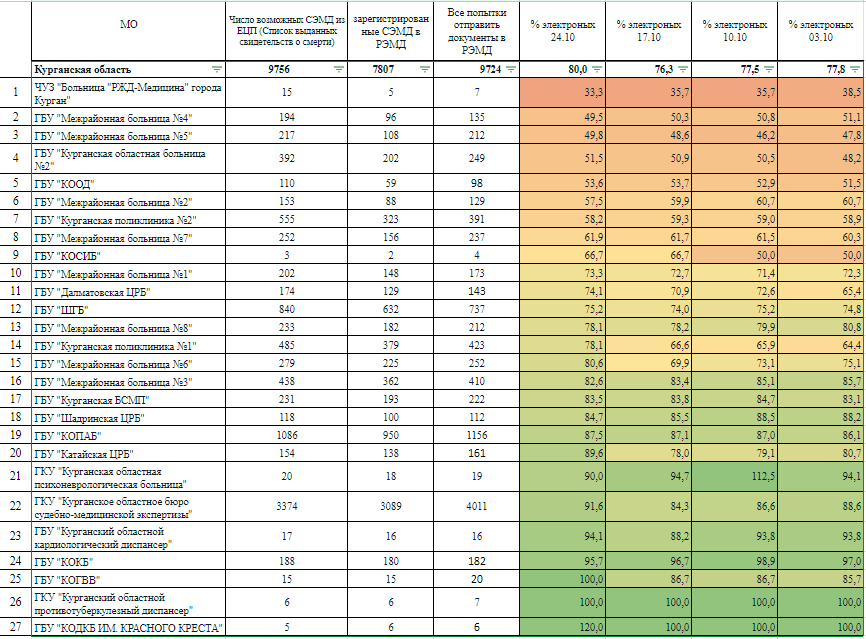 МО Число возможных СЭМД из ЕЦП (Список выданных свидетельств о смерти) зарегистрированные СЭМД в РЭМД Все попытки отправить документы в РЭМД % электроных 24.10 % электроных 17.10 % электроных 10.10 % электроных 03.10
Курганская область 9756 7807 9724 80,0 76,3 77,5 77,8
1 ЧУЗ "Больница "РЖД-Медицина" города Курган" 15 5 7 33,3 35,7 35,7 38,5
2 ГБУ "Межрайонная больница №4" 194 96 135 49,5 50,3 50,8 51,1
3 ГБУ "Межрайонная больница №5" 217 108 212 49,8 48,6 46,2 47,8
4 ГБУ "Курганская областная больница №2" 392 202 249 51,5 50,9 50,5 48,2
5 ГБУ "КООД" 110 59 98 53,6 53,7 52,9 51,5
6 ГБУ "Межрайонная больница №2" 153 88 129 57,5 59,9 60,7 60,7
7 ГБУ "Курганская поликлиника №2" 555 323 391 58,2 59,3 59,0 58,9
8 ГБУ "Межрайонная больница №7" 252 156 237 61,9 61,7 61,5 60,3
9 ГБУ "КОСИБ" 3 2 4 66,7 66,7 50,0 50,0
10 ГБУ "Межрайонная больница №1" 202 148 173 73,3 72,7 71,4 72,3
11 ГБУ "Далматовская ЦРБ" 174 129 143 74,1 70,9 72,6 65,4
12 ГБУ "ШГБ" 840 632 737 75,2 74,0 75,2 74,8
13 ГБУ "Межрайонная больница №8" 233 182 212 78,1 78,2 79,9 80,8
14 ГБУ "Курганская поликлиника №1" 485 379 423 78,1 66,6 65,9 64,4
15 ГБУ "Межрайонная больница №6" 279 225 252 80,6 69,9 73,1 75,1
16 ГБУ "Межрайонная больница №3" 438 362 410 82,6 83,4 85,1 85,7
17 ГБУ "Курганская БСМП" 231 193 222 83,5 83,8 84,7 83,1
18 ГБУ "Шадринская ЦРБ" 118 100 112 84,7 85,5 88,5 88,2
19 ГБУ "КОПАБ" 1086 950 1156 87,5 87,1 87,0 86,1
20 ГБУ "Катайская ЦРБ" 154 138 161 89,6 78,0 79,1 80,7
21 ГКУ "Курганская областная психоневрологическая больница" 20 18 19 90,0 94,7 112,5 94,1
22 ГКУ "Курганское областное бюро судебно-медицинской экспертизы" 3374 3089 4011 91,6 84,3 86,6 88,6
23 ГБУ "Курганский областной кардиологический диспансер" 17 16 16 94,1 88,2 93,8 93,8
24 ГБУ "КОКБ" 188 180 182 95,7 96,7 98,9 97,0
25 ГБУ "КОГВВ" 15 15 20 100,0 86,7 86,7 85,7
26 ГКУ "Курганский областной противотуберкулезный диспансер" 6 6 7 100,0 100,0 100,0 100,0
27 ГБУ "КОДКБ ИМ. КРАСНОГО КРЕСТА" 5 6 6 120,0 100,0 100,0 100,0